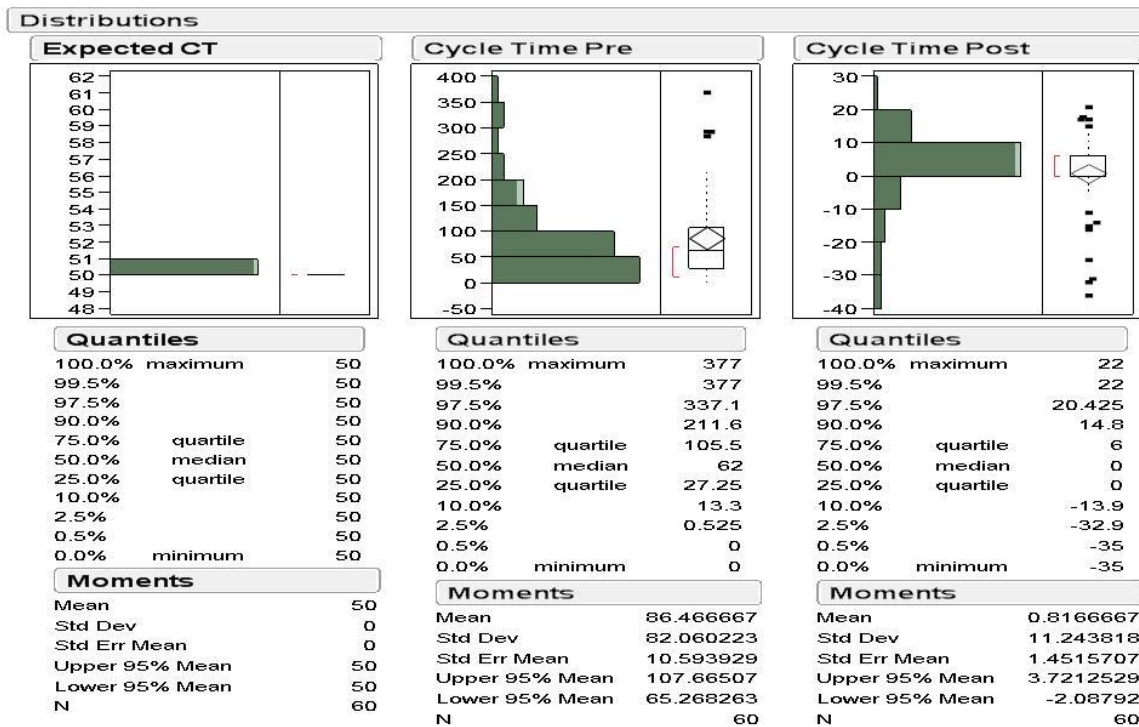 Distributions
Expected CT
62
61
60
59
58
57
56
55
54
53
52
51
50
49
48
Quantiles
100.0% maximum 50
99.5% 50
97.5% 50
90.0% 50
75.0% quartile 50
50.0% median 50
25.0% quartile 50
10.0% 50
2.5% 50
0.5% 50
0.0% minimum 50
Moments
Mean 50
Std Dev 0
Std Err Mean 0
Upper 95% Mean 50
Lower 95% Mean 50
N 60
Cycle Time Pre
400
350
300
250
200
150
100
50
0
-50
Quantiles
100.0% maximum 377
99.5% 377
97.5% 337.1
90.0% 211.6
75.0% quartile 105.5
50.0% median 62
25.0% quartile 27.25
10.0% 13.3
2.5% 0.525
0.5% 0
0.0% minimum 0
Moments
Mean 86.466667
Std Dev 82.060223
Std Err Mean 10.593929
Upper 95% Mean 107.66507
Lower 95% Mean 65.268263
N 60
Cycle Time Post
30
20
10
0
-10
-20
-30
-40
Quantiles
100.0% maximum 22
99.5% 22
97.5% 20.425
90.0% 14.8
75.0% quartile 6
50.0% median 0
25.0% quartile 0
10.0% -13.9
2.5% -32.9
0.5% -35
0.0% minimum -35
Moments
Mean 0.8166667
Std Dev 11.243818
Std Err Mean 1.4515707
Upper 95% Mean 3.7212529
Lower 95% Mean -2.08792
N 60